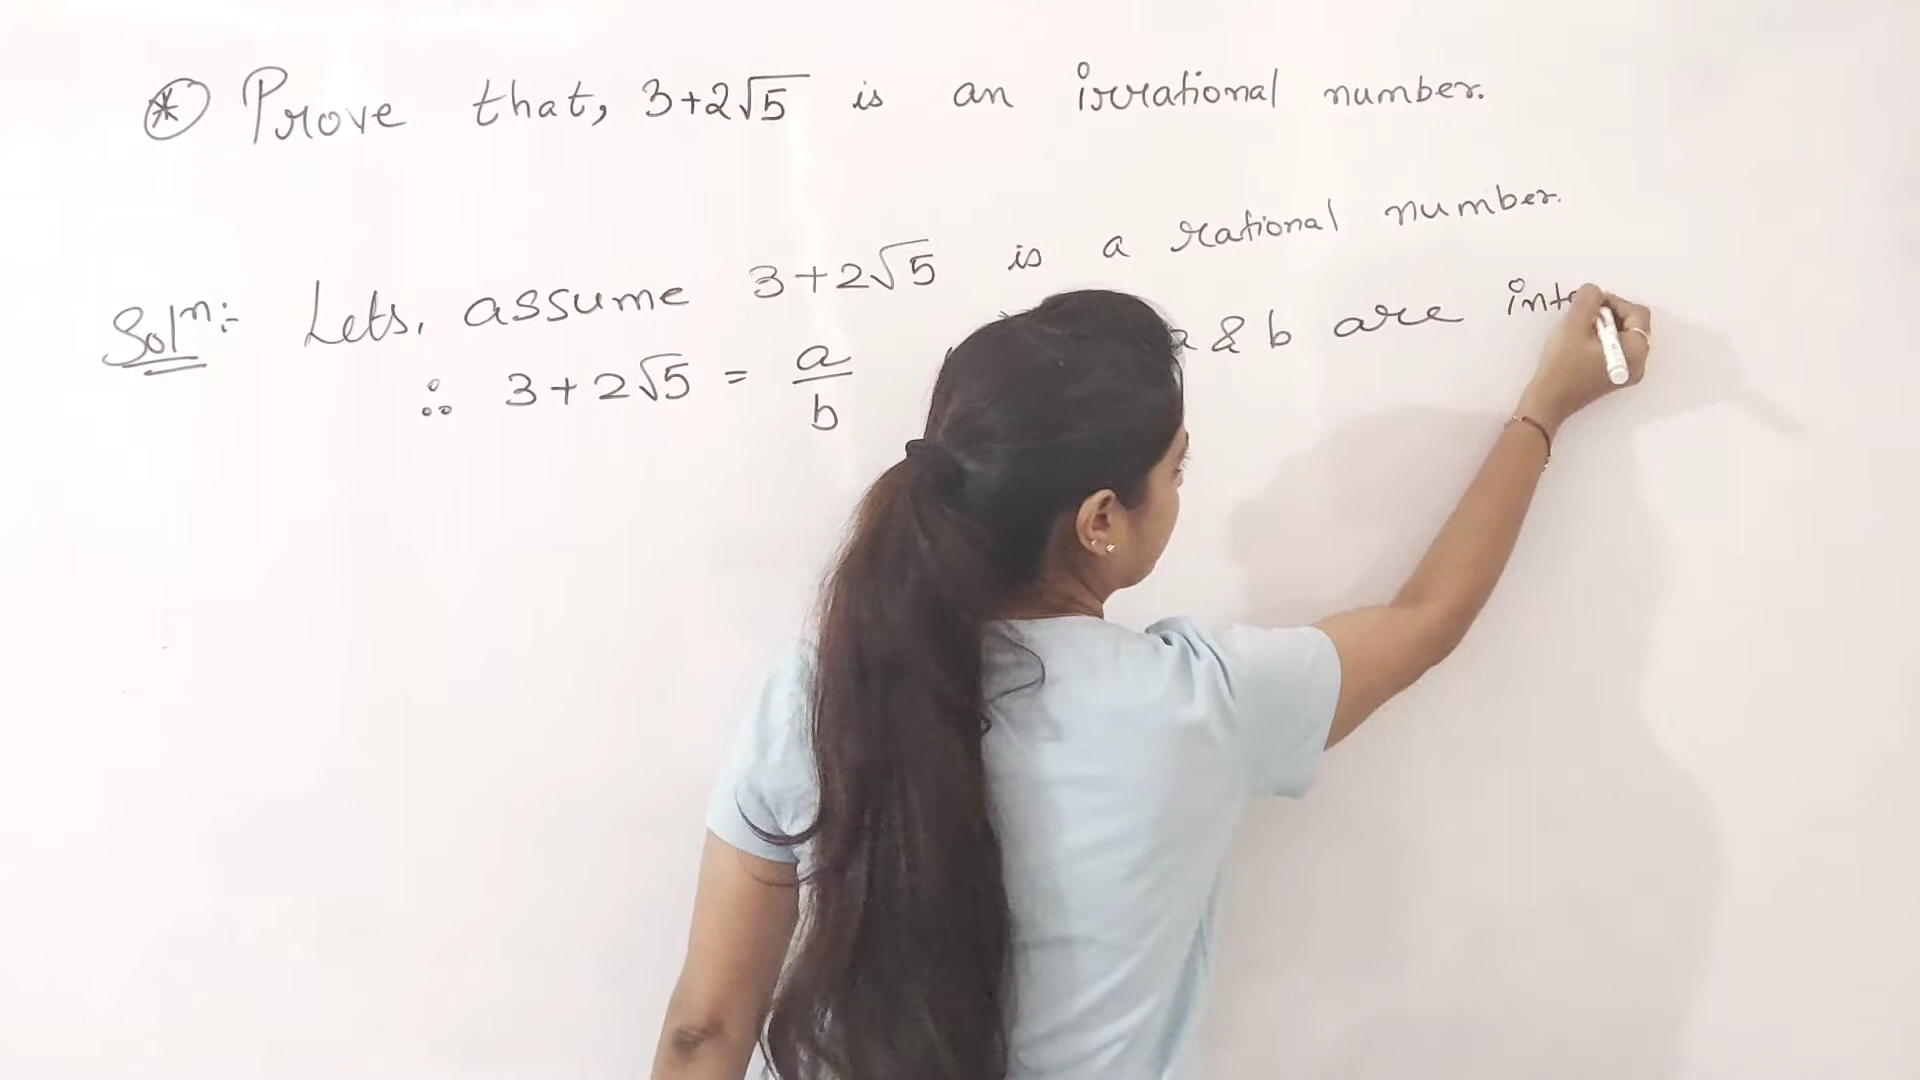 * Prove that, 3+2√5 is an irrational number.
Solⁿ:- Lets, assume 3+2√5 is a rational number.
∴ 3+2√5 = a/b a & b are